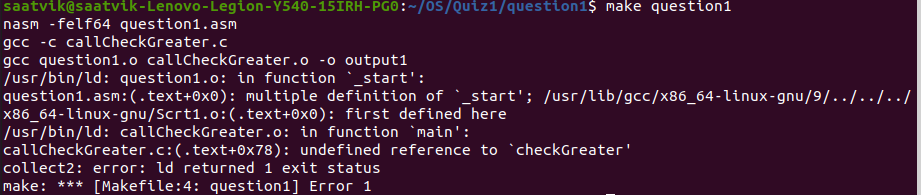 saatvik@saatvik-Lenovo-Legion-Y540-15IRH-PG0:~/OS/Quiz1/question1$ make question1
nasm -felf64 question1.asm
gcc -c callCheckGreater.c
gcc question1.o callCheckGreater.o -o output1
/usr/bin/ld: question1.o: in function `_start':
question1.asm:(.text+0x0): multiple definition of `_start'; /usr/lib/gcc/x86_64-linux-gnu/9/../../../
x86_64-linux-gnu/Scrt1.o:(.text+0x0): first defined here
/usr/bin/ld: callCheckGreater.o: in function `main':
callCheckGreater.c:(.text+0x78): undefined reference to `checkGreater'
collect2: error: ld returned 1 exit status
make: *** [Makefile:4: question1] Error 1